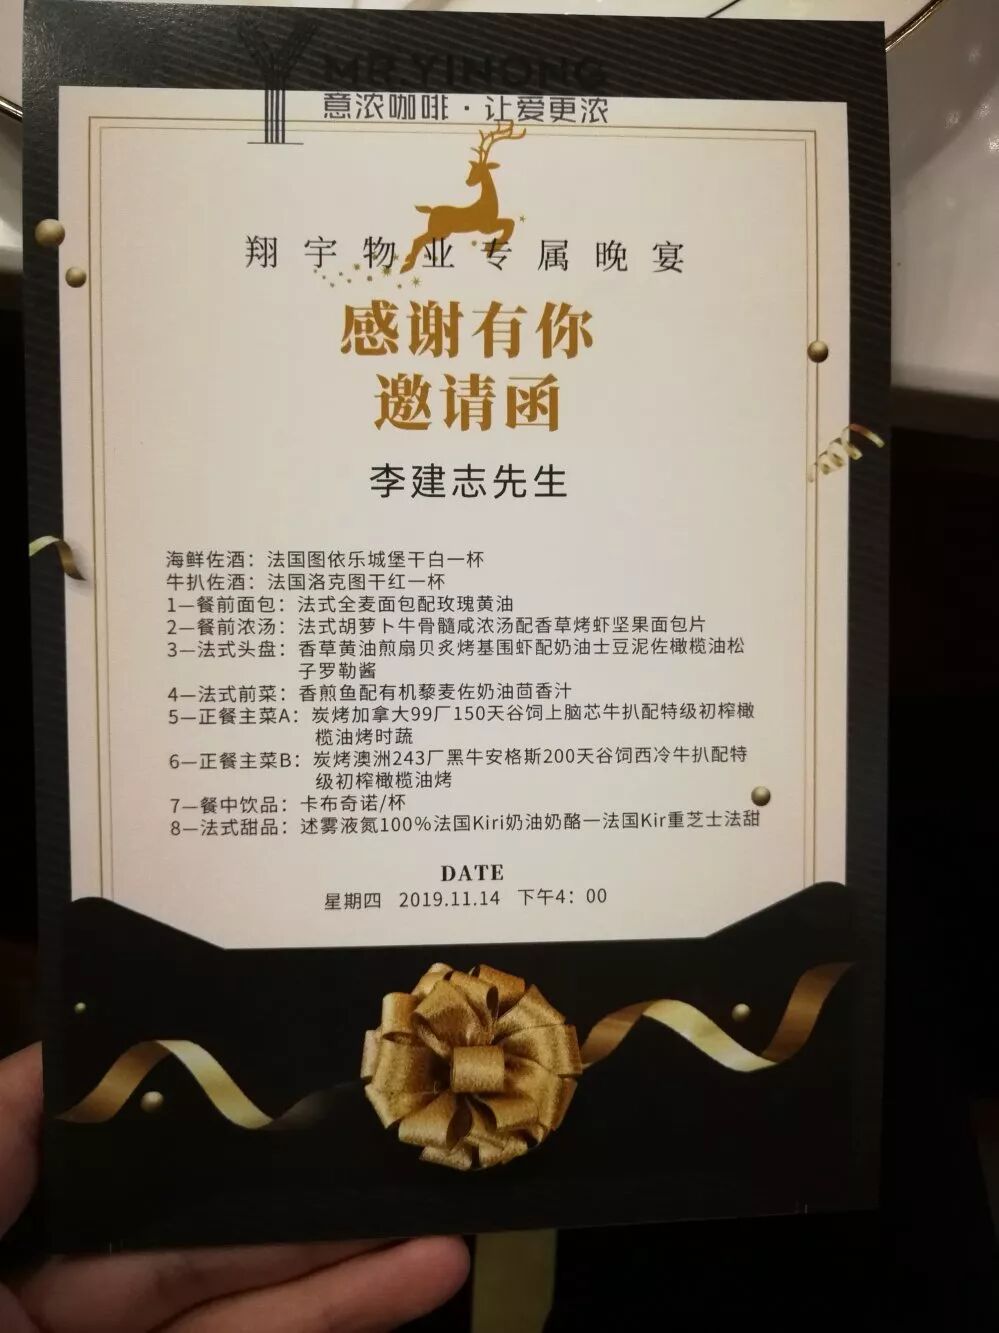 MR.YINONG
意浓咖啡·让爱更浓
翔宇物业专属晚宴
感谢有你
邀请函
李建志先生
海鲜佐酒：法国图依乐城堡干白一杯
牛扒佐酒：法国洛克图干红一杯
1—餐前面包：法式全麦面包配玫瑰黄油
2—餐前浓汤：法式胡萝卜牛骨髓咸浓汤配香草烤虾坚果面包片
3—法式头盘：香草黄油煎扇贝炙烤基围虾配奶油士豆泥佐橄榄油松
子罗勒酱
4—法式前菜：香煎鱼配有机藜麦佐奶油茴香汁
5—正餐主菜A：炭烤加拿大99厂150天谷饲上脑芯牛扒配特级初榨橄
榄油烤时蔬
6—正餐主菜B：炭烤澳洲243厂黑牛安格斯200天谷饲西冷牛扒配特
级初榨橄榄油烤
7—餐中饮品：卡布奇诺/杯
8—法式甜品：述雾液氮100%法国Kiri奶油奶酪—法国Kir重芝士法甜
DATE
星期四 2019.11.14 下午4：00